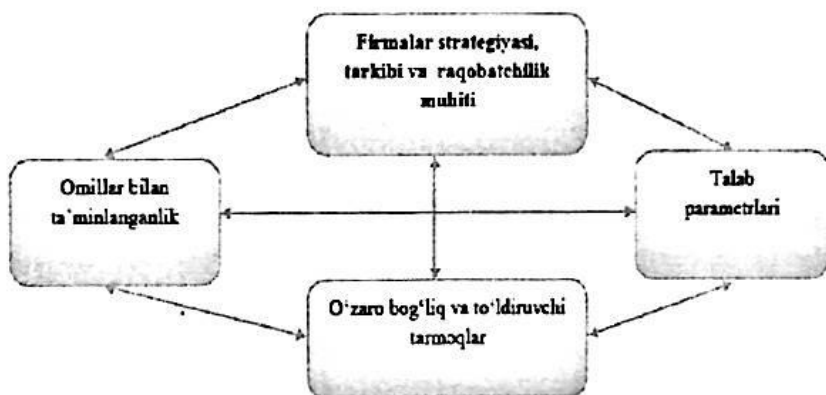 Firmalar strategiyasi,
tarkibi va raqobatchilik
muhiti
Omillar bilan
ta`minlanganlik
Talab
parametrlari
O‘zaro bog‘liq va to‘ldiruvchi
tarmoqlar